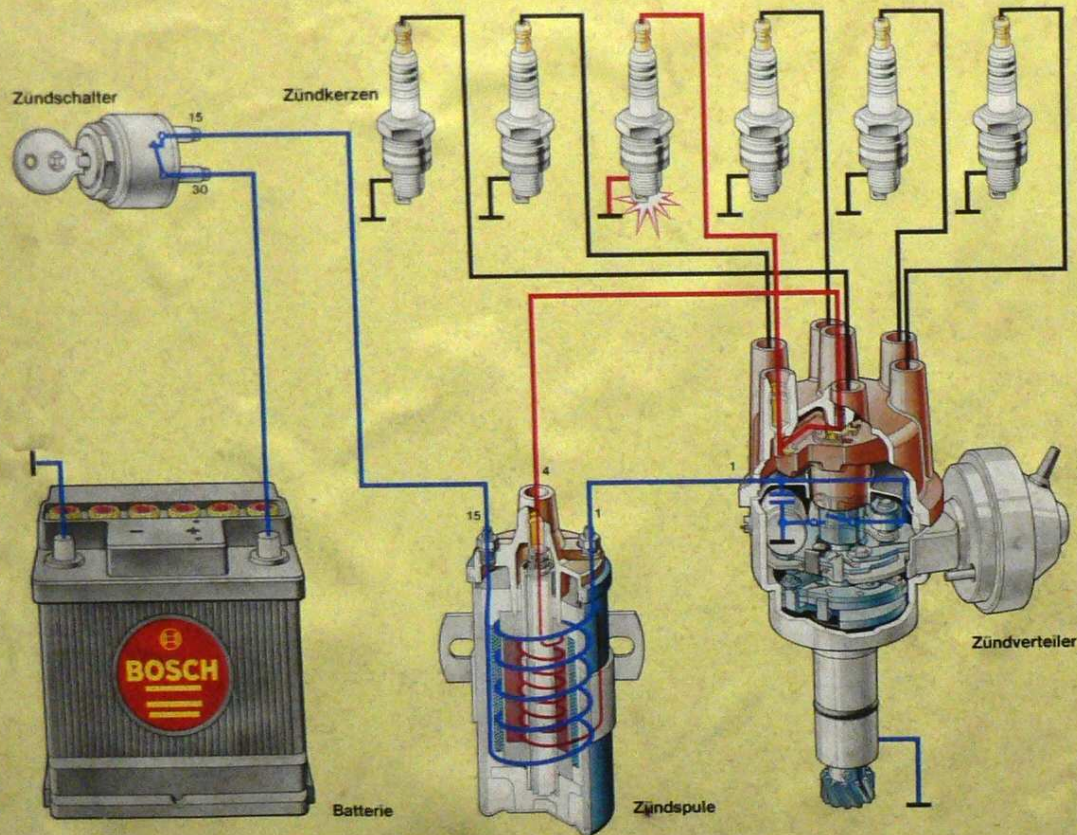 Zündschalter
Zündkerzen
15
30
4
15
1
1
BOSCH
Zündverteiler
Batterie
Zündspule